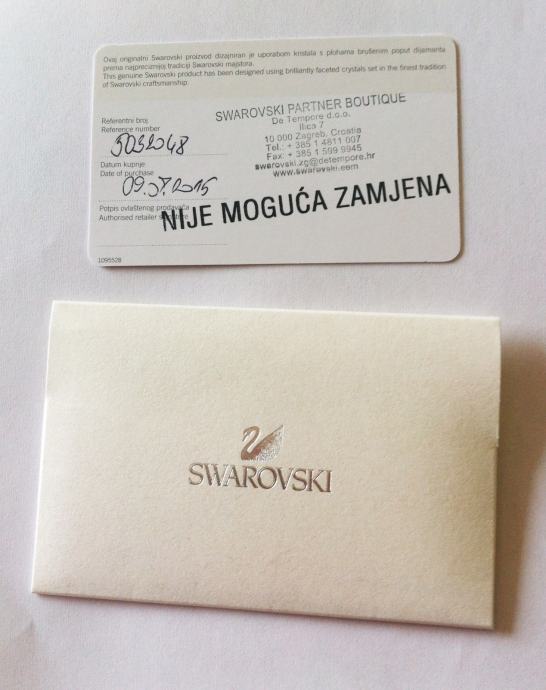 Ovaj originalni Swarovski proizvod dizajniran je uporabom kristala s plohama brušenim poput dijamanta
prema najpreciznijoj tradiciji Swarovski majstora.
This genuine Swarovski product has been designed using brilliantly faceted crystals set in the finest tradition
of Swarovski craftsmanship.
Referentni broj
Reference number
5052048
Datum kupnje
Date of purchase
09.07.2015
Potpis ovlaštenog prodavača
Authorised retailer signature
1095528
SWAROVSKI PARTNER BOUTIQUE
De Tempore d.o.o.
Ilica 7
10 000 Zagreb, Croatia
Tel.: + 385 1 4811 007
Fax: + 385 1 599 9945
swarovski.zg@detempore.hr
www.swarovski.com
NIJE MOGUĆA ZAMJENA
SWAROVSKI